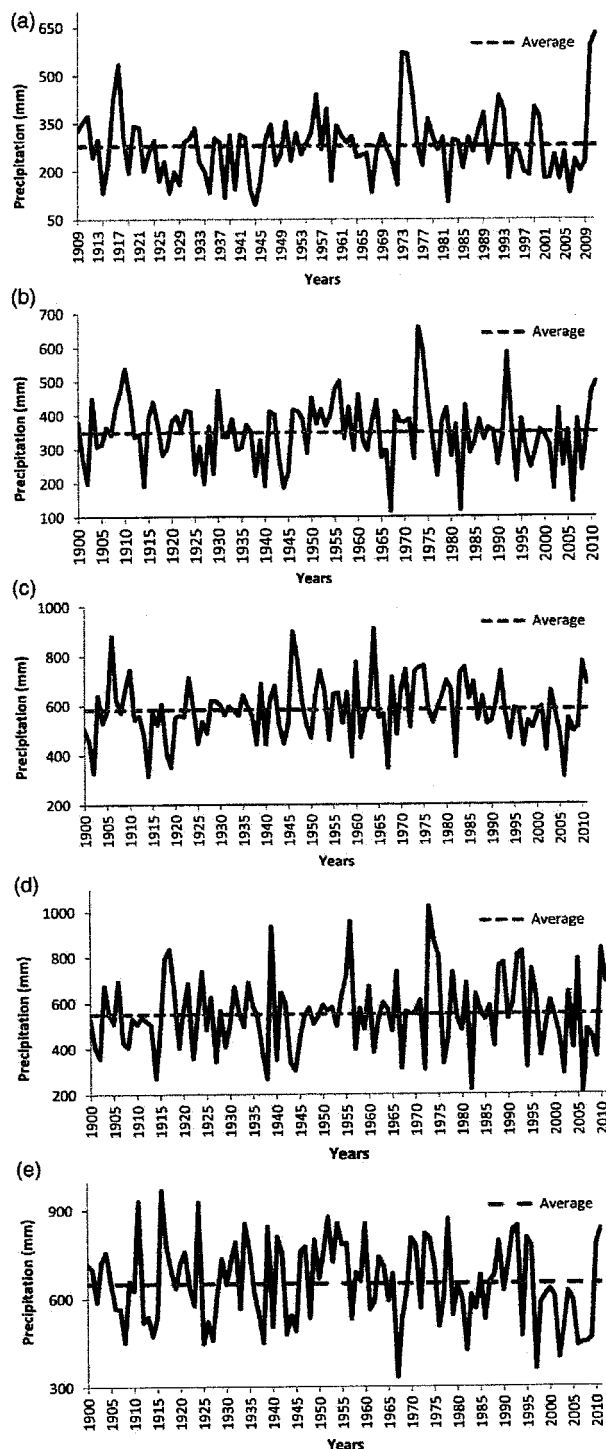 (a)
650
Average
500
Precipitation (mm)
350
200
50
1909 1913 1917 1921 1925 1929 1933 1937 1941 1945 1949 1953 1957 1961 1965 1969 1973 1977 1981 1985 1989 1993 1997 2001 2005 2009
Years
(b)
700
Average
600
500
Precipitation (mm)
400
300
200
100
1900 1905 1910 1915 1920 1925 1930 1935 1940 1945 1950 1955 1960 1965 1970 1975 1980 1985 1990 1995 2000 2005 2010
Years
(c)
1000
Average
800
Precipitation (mm)
600
400
200
1900 1905 1910 1915 1920 1925 1930 1935 1940 1945 1950 1955 1960 1965 1970 1975 1980 1985 1990 1995 2000 2005 2010
Years
(d)
1000
Average
800
Precipitation (mm)
600
400
200
1900 1905 1910 1915 1920 1925 1930 1935 1940 1945 1950 1955 1960 1965 1970 1975 1980 1985 1990 1995 2000 2005 2010
Years
(e)
900
Average
Precipitation (mm)
600
300
1900 1905 1910 1915 1920 1925 1930 1935 1940 1945 1950 1955 1960 1965 1970 1975 1980 1985 1990 1995 2000 2005 2010
Years